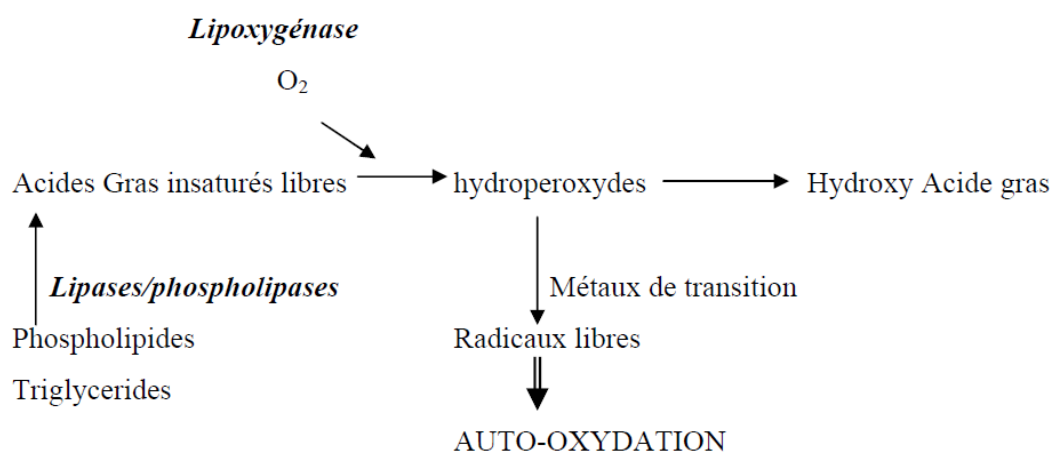 Lipoxygénase
O₂
Acides Gras insaturés libres
hydroperoxydes
Hydroxy Acide gras
Lipases/phospholipases
Métaux de transition
Phospholipides
Radicaux libres
Triglycerides
AUTO-OXYDATION